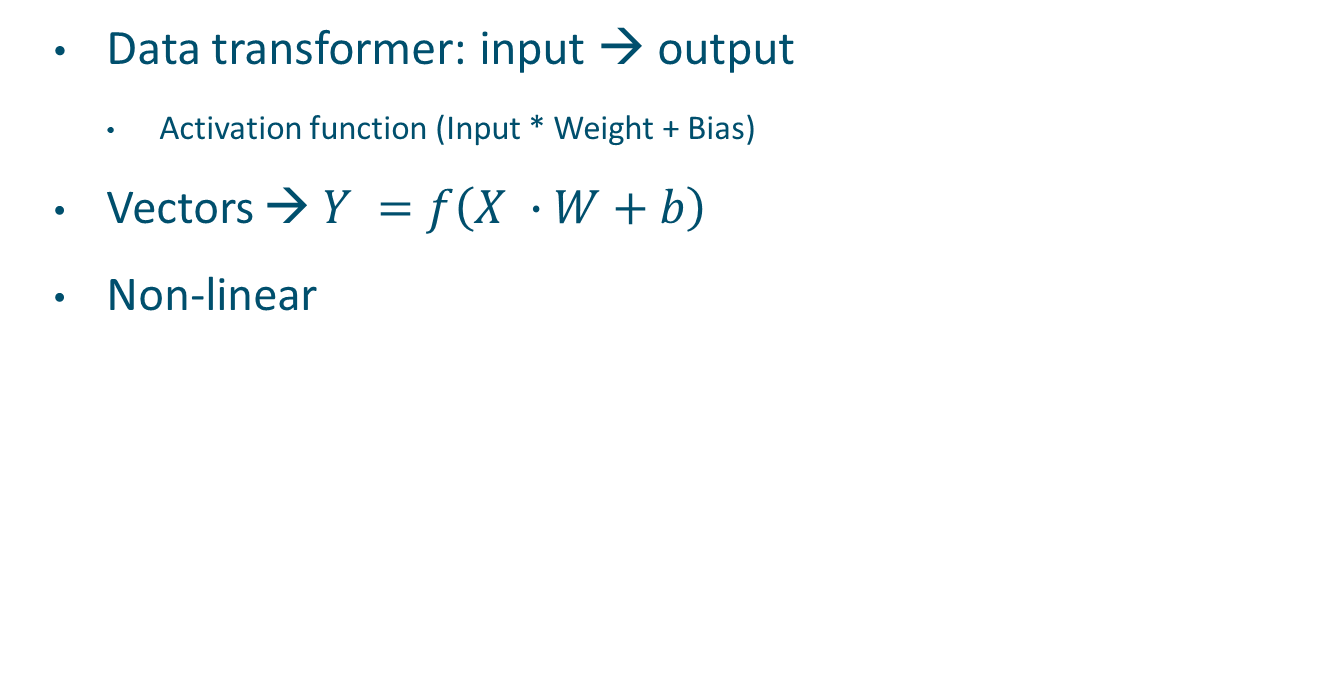 • Data transformer: input → output
• Activation function (Input * Weight + Bias)
• Vectors → Y = f(X · W + b)
• Non-linear